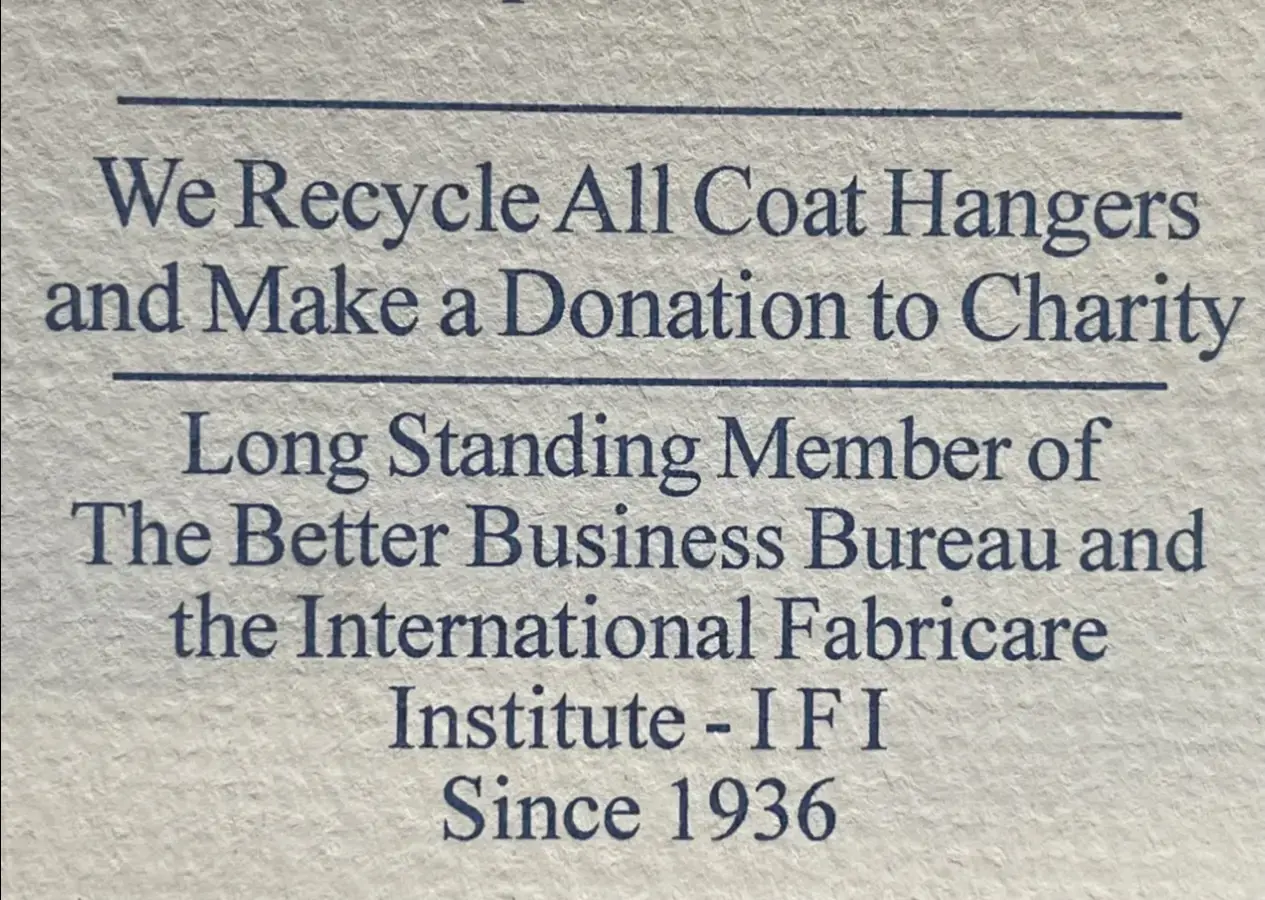 We Recycle All Coat Hangers
and Make a Donation to Charity
Long Standing Member of
The Better Business Bureau and
the International Fabricare
Institute - I F I
Since 1936